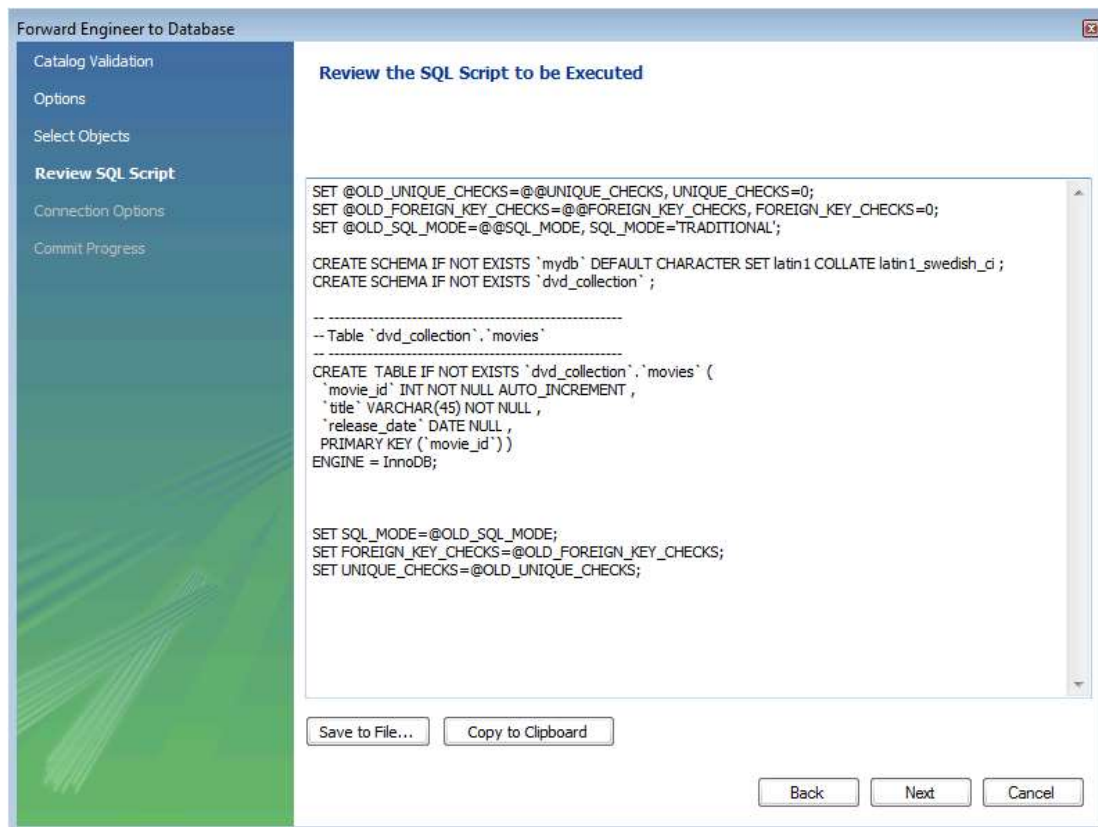 Forward Engineer to Database
Catalog Validation
Options
Select Objects
Review SQL Script
Connection Options
Commit Progress
Review the SQL Script to be Executed
SET @OLD_UNIQUE_CHECKS=@@UNIQUE_CHECKS, UNIQUE_CHECKS=0;
SET @OLD_FOREIGN_KEY_CHECKS=@@FOREIGN_KEY_CHECKS, FOREIGN_KEY_CHECKS=0;
SET @OLD_SQL_MODE=@@SQL_MODE, SQL_MODE='TRADITIONAL';
CREATE SCHEMA IF NOT EXISTS `mydb` DEFAULT CHARACTER SET latin1 COLLATE latin1_swedish_ci ;
CREATE SCHEMA IF NOT EXISTS `dvd_collection` ;
-- -----------------------------------------------------
-- Table `dvd_collection`.`movies`
-- -----------------------------------------------------
CREATE  TABLE IF NOT EXISTS `dvd_collection`.`movies` (
`movie_id` INT NOT NULL AUTO_INCREMENT ,
`title` VARCHAR(45) NOT NULL ,
`release_date` DATE NULL ,
PRIMARY KEY (`movie_id`) )
ENGINE = InnoDB;
SET SQL_MODE=@OLD_SQL_MODE;
SET FOREIGN_KEY_CHECKS=@OLD_FOREIGN_KEY_CHECKS;
SET UNIQUE_CHECKS=@OLD_UNIQUE_CHECKS;
Save to File...
Copy to Clipboard
Back
Next
Cancel